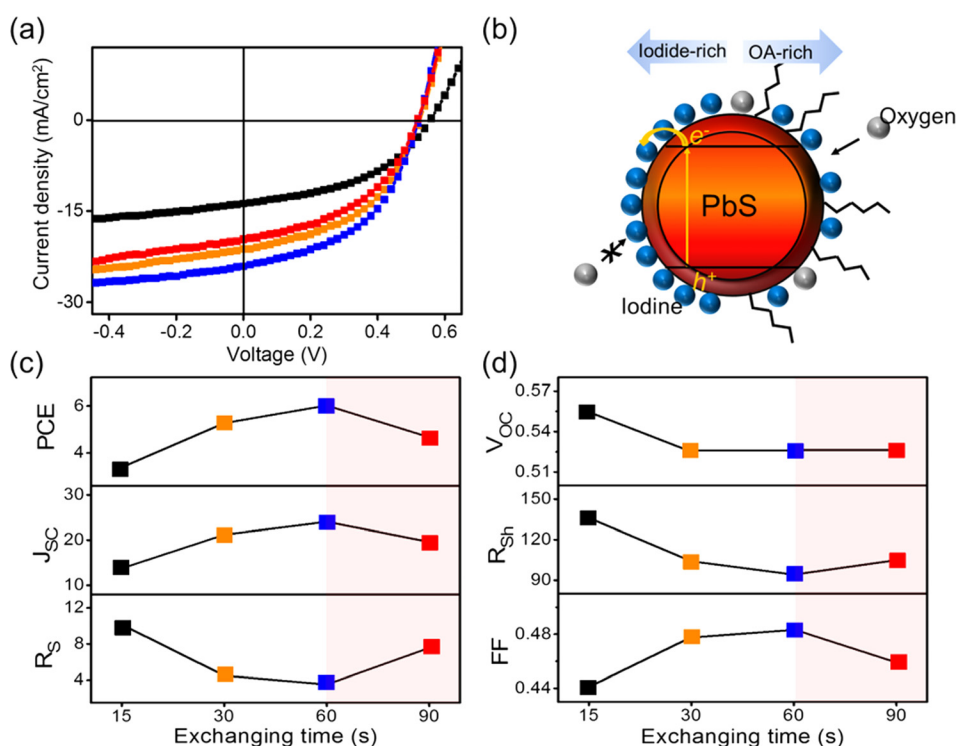 (a)
Current density (mA/cm²)
0
-15
-30
-0.4 -0.2 0.0 0.2 0.4 0.6
Voltage (V)
(b)
Iodide-rich OA-rich
Oxygen
e⁻
PbS
h⁺
Iodine
(c)
PCE
6
4
J_SC
30
20
10
R_S
12
8
4
15 30 60 90
Exchanging time (s)
(d)
V_OC
0.57
0.54
0.51
R_Sh
150
120
90
FF
0.48
0.44
15 30 60 90
Exchanging time (s)